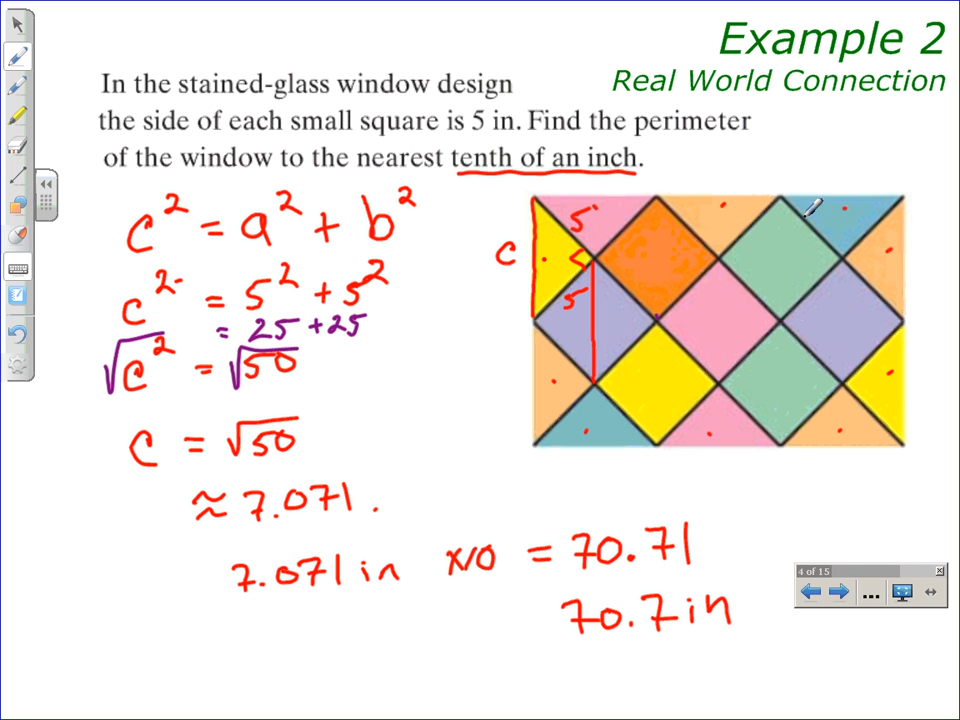 Example 2
Real World Connection
In the stained-glass window design
the side of each small square is 5 in. Find the perimeter
of the window to the nearest tenth of an inch.
c² = a² + b²
c² = 5² + 5²
= 25 + 25
√c² = √50
c = √50
≈ 7.071.
7.071 in x10 = 70.71
70.7 in
c
5
5
4 of 15
...